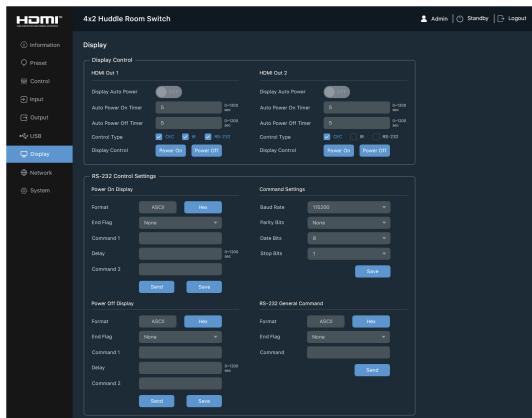 HDMI
4x2 Huddle Room Switch
Admin
Standby
Logout
Information
Preset
Control
Input
Output
USB
Display
Network
System
Display
Display Control
HDMI Out 1
Display Auto Power
OFF
Auto Power On Timer
5
0~1200 sec
Auto Power Off Timer
5
0~1200 sec
Control Type
CEC
IR
RS-232
Display Control
Power On
Power Off
HDMI Out 2
Display Auto Power
OFF
Auto Power On Timer
5
0~1200 sec
Auto Power Off Timer
5
0~1200 sec
Control Type
CEC
IR
RS-232
Display Control
Power On
Power Off
RS-232 Control Settings
Power On Display
Format
ASCII
Hex
End Flag
None
Command 1
Delay
0~1200 sec
Command 2
Send
Save
Command Settings
Baud Rate
115200
Parity Bits
None
Date Bits
8
Stop Bits
1
Save
Power Off Display
Format
ASCII
Hex
End Flag
None
Command 1
Delay
0~1200 sec
Command 2
Send
Save
RS-232 General Command
Format
ASCII
Hex
End Flag
None
Command
Send